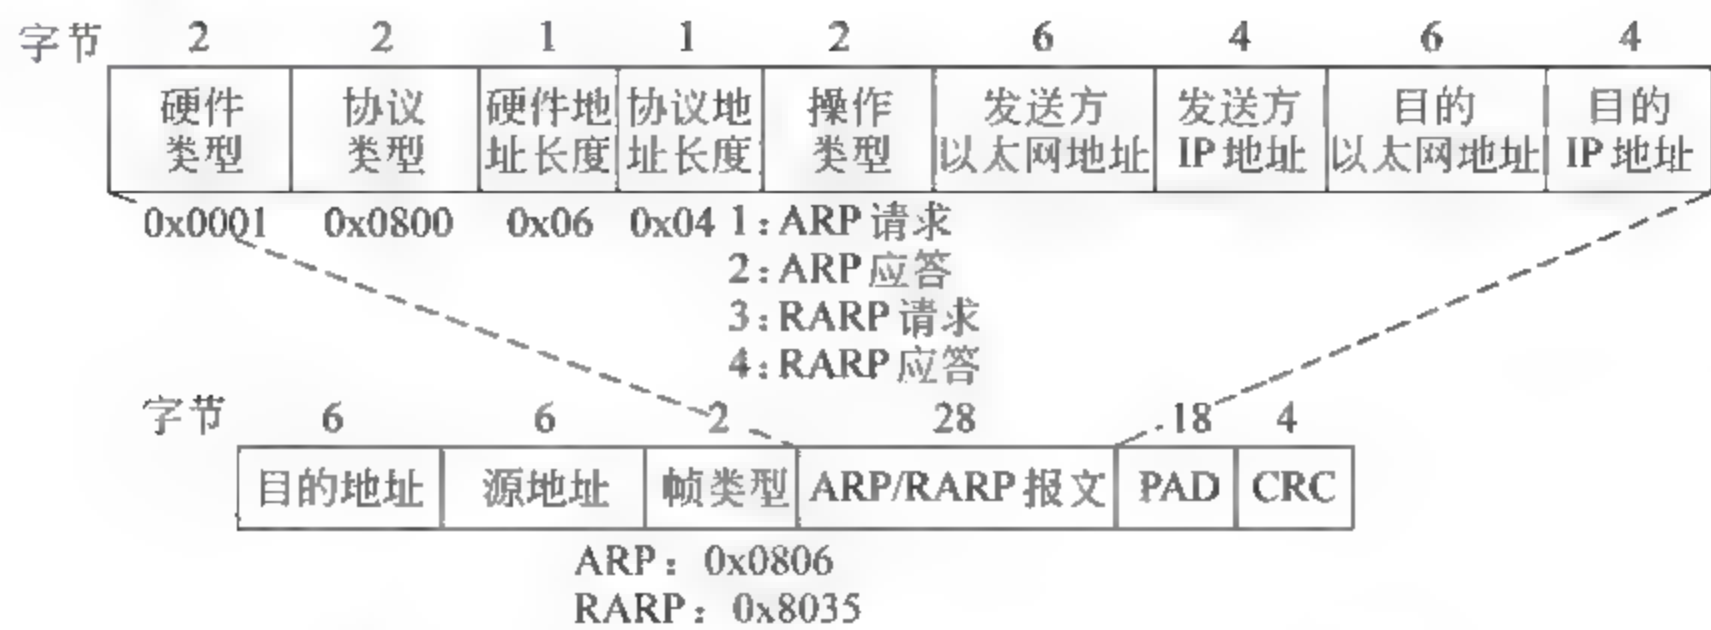 字节 2 2 1 1 2 6 4 6 4
硬件 协议 硬件地 协议地 操作 发送方 发送方 目的 目的
类型 类型 址长度 址长度 类型 以太网地址 IP 地址 以太网地址 IP 地址
0x0001 0x0800 0x06 0x04 1:ARP 请求
2:ARP 应答
3:RARP 请求
4:RARP 应答
字节 6 6 2 28 18 4
目的地址 源地址 帧类型 ARP/RARP 报文 PAD CRC
ARP: 0x0806
RARP: 0x8035